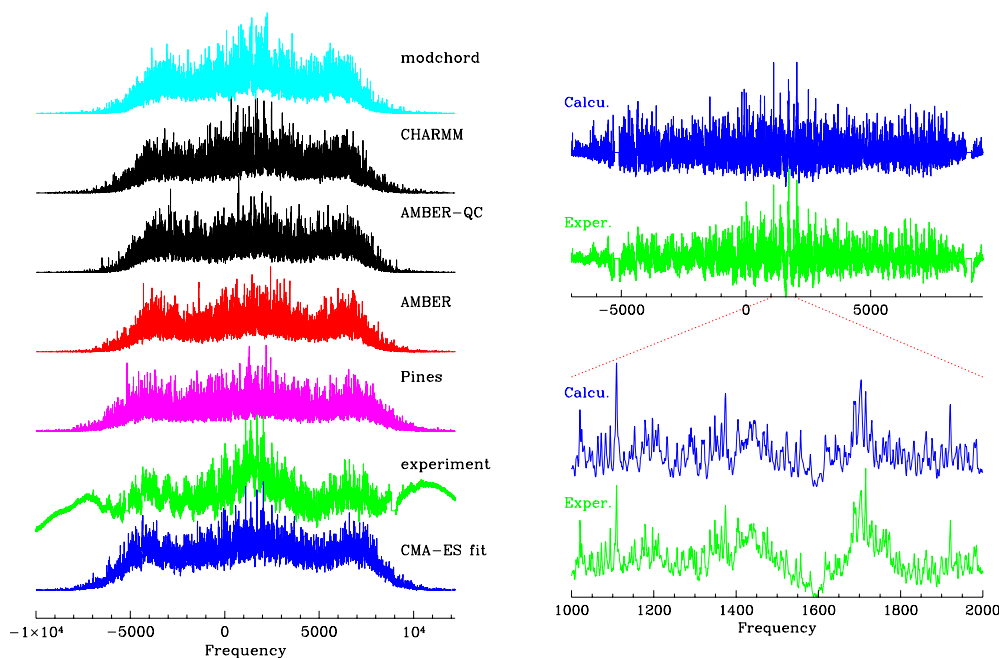 modchord
CHARMM
AMBER-QC
AMBER
Pines
experiment
CMA-ES fit
−1×10⁴ −5000 0 5000 10⁴
Frequency
Calcu.
Exper.
−5000 0 5000
Calcu.
Exper.
1000 1200 1400 1600 1800 2000
Frequency